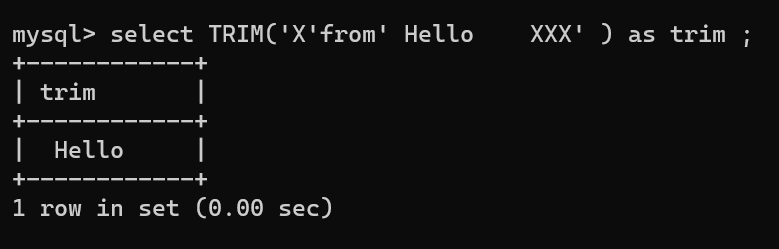 mysql> select TRIM('X'from' Hello    XXX' ) as trim ;
+------------+
| trim       |
+------------+
|  Hello     |
+------------+
1 row in set (0.00 sec)